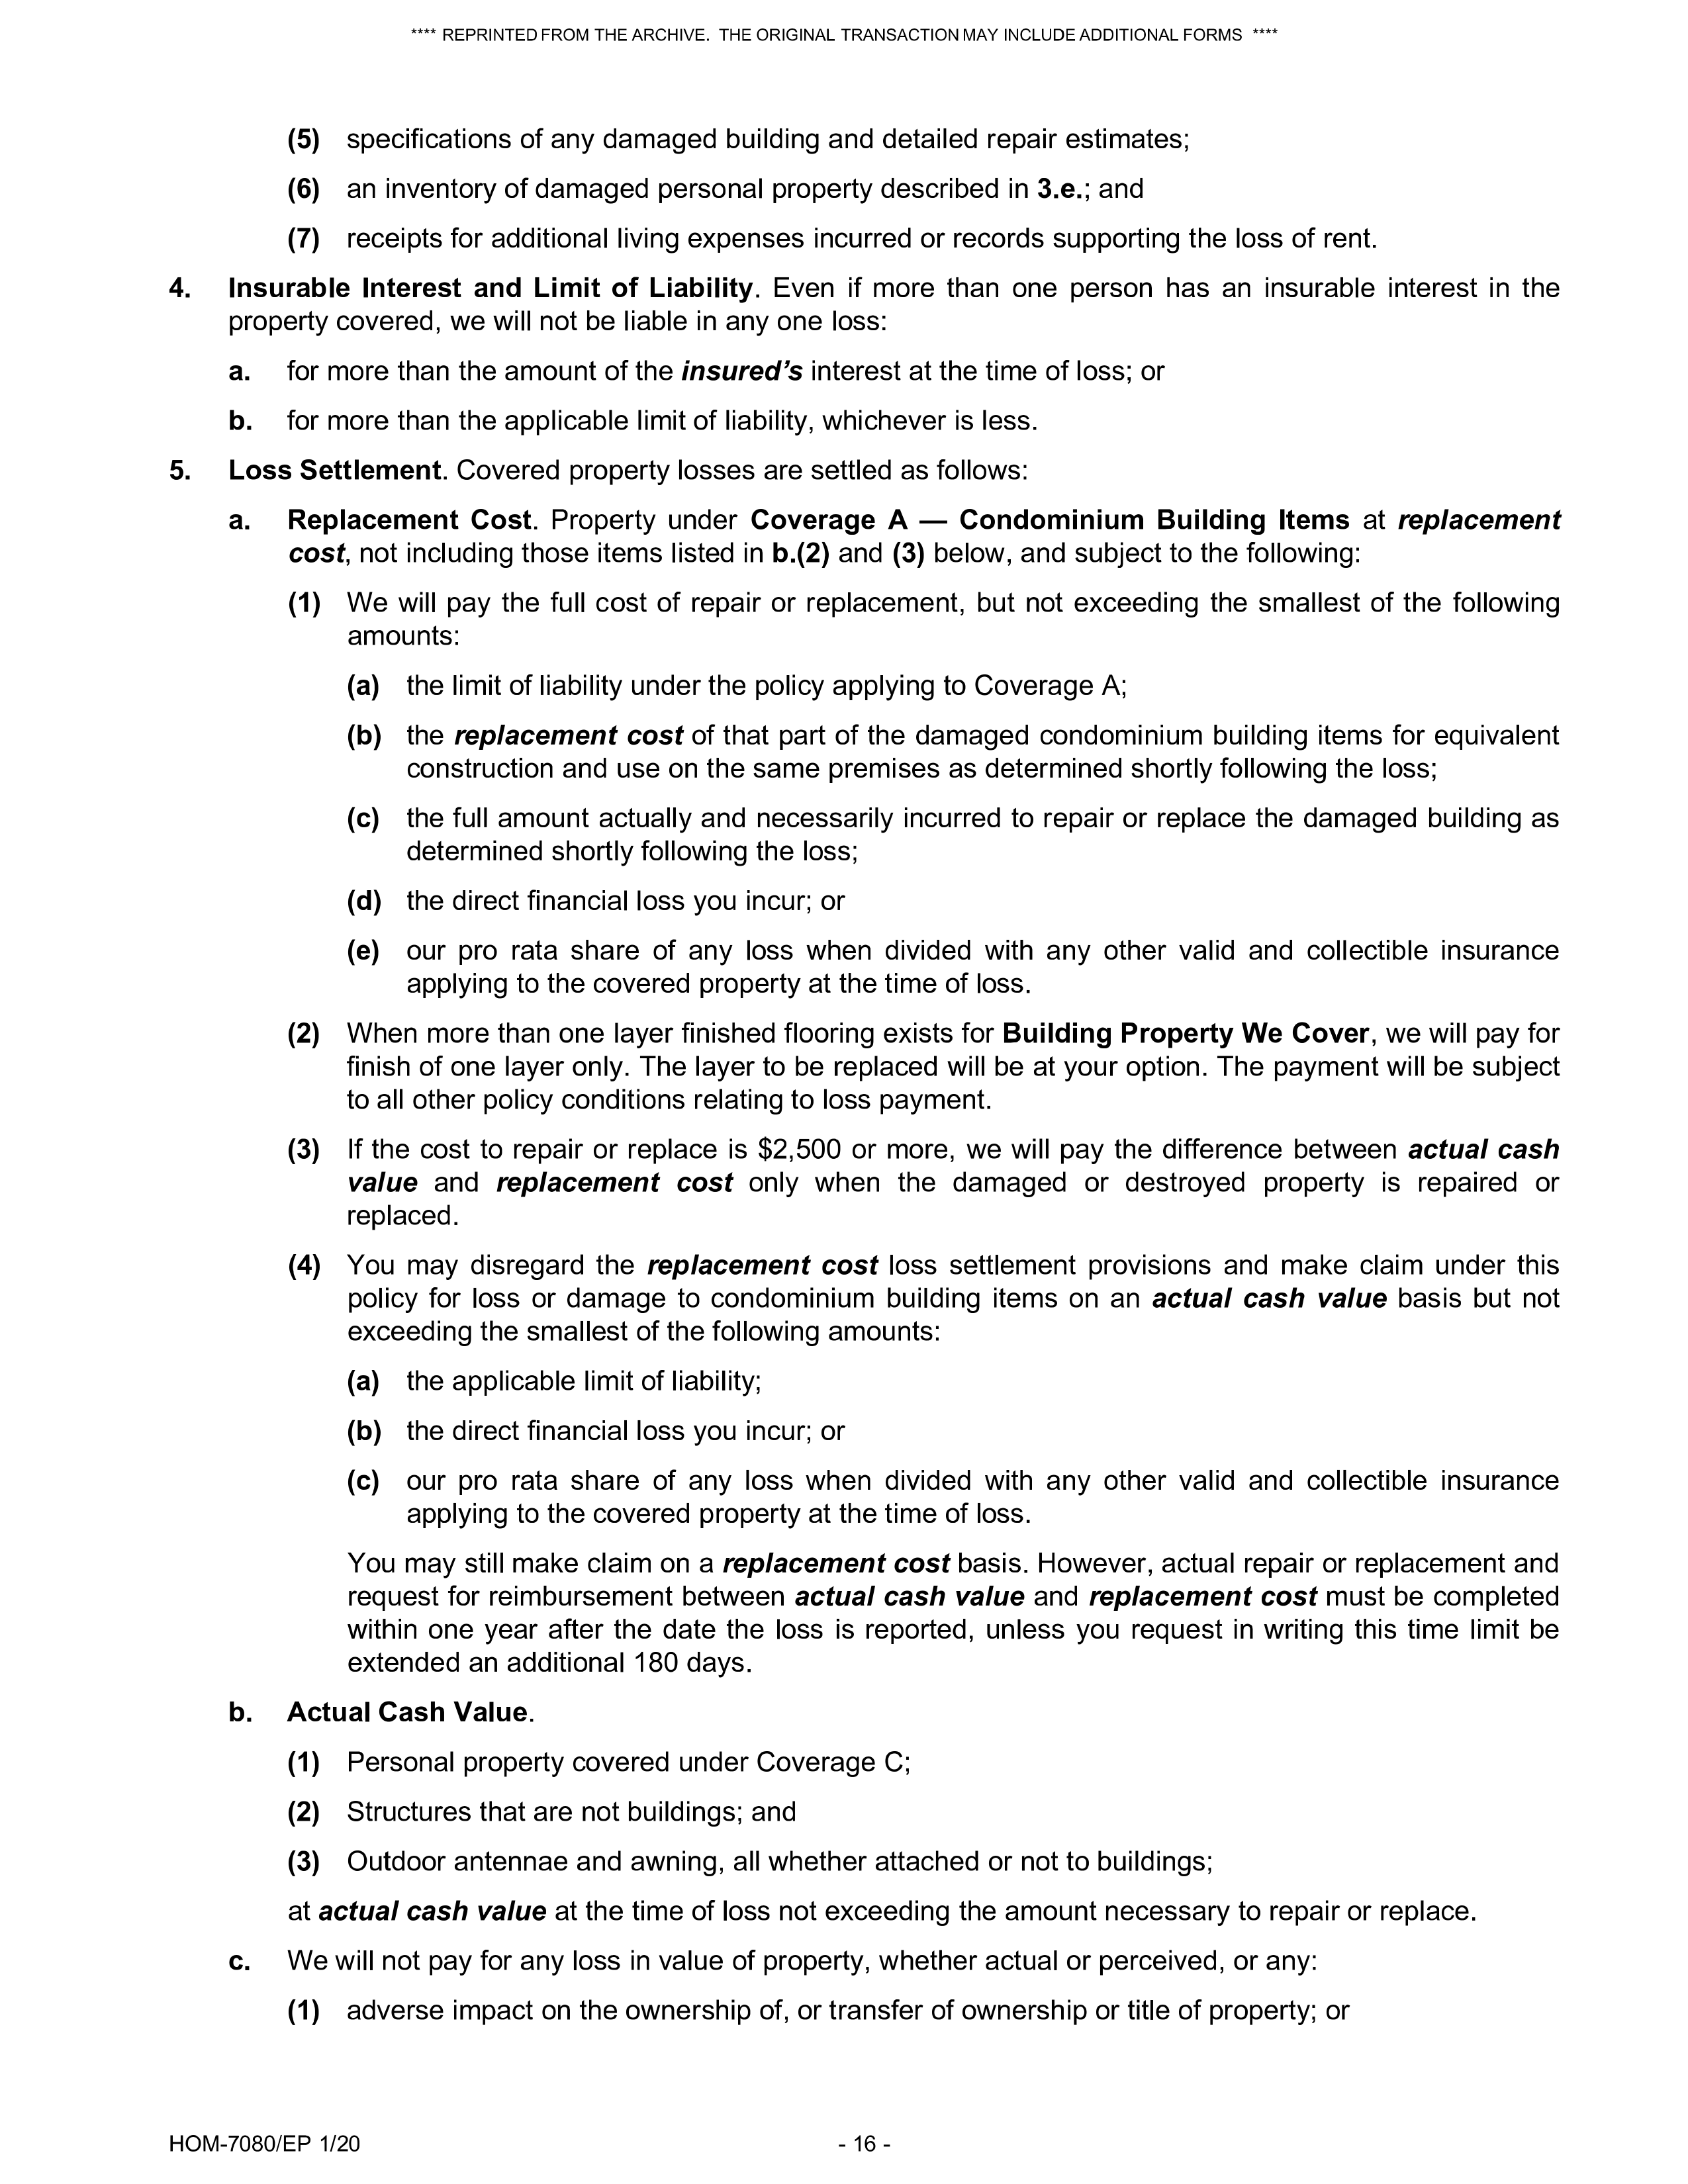 **** REPRINTED FROM THE ARCHIVE. THE ORIGINAL TRANSACTION MAY INCLUDE ADDITIONAL FORMS ****
(5) specifications of any damaged building and detailed repair estimates;
(6) an inventory of damaged personal property described in 3.e.; and
(7) receipts for additional living expenses incurred or records supporting the loss of rent.
4. Insurable Interest and Limit of Liability. Even if more than one person has an insurable interest in the
property covered, we will not be liable in any one loss:
a. for more than the amount of the insured’s interest at the time of loss; or
b. for more than the applicable limit of liability, whichever is less.
5. Loss Settlement. Covered property losses are settled as follows:
a. Replacement Cost. Property under Coverage A — Condominium Building Items at replacement
cost, not including those items listed in b.(2) and (3) below, and subject to the following:
(1) We will pay the full cost of repair or replacement, but not exceeding the smallest of the following
amounts:
(a) the limit of liability under the policy applying to Coverage A;
(b) the replacement cost of that part of the damaged condominium building items for equivalent
construction and use on the same premises as determined shortly following the loss;
(c) the full amount actually and necessarily incurred to repair or replace the damaged building as
determined shortly following the loss;
(d) the direct financial loss you incur; or
(e) our pro rata share of any loss when divided with any other valid and collectible insurance
applying to the covered property at the time of loss.
(2) When more than one layer finished flooring exists for Building Property We Cover, we will pay for
finish of one layer only. The layer to be replaced will be at your option. The payment will be subject
to all other policy conditions relating to loss payment.
(3) If the cost to repair or replace is $2,500 or more, we will pay the difference between actual cash
value and replacement cost only when the damaged or destroyed property is repaired or
replaced.
(4) You may disregard the replacement cost loss settlement provisions and make claim under this
policy for loss or damage to condominium building items on an actual cash value basis but not
exceeding the smallest of the following amounts:
(a) the applicable limit of liability;
(b) the direct financial loss you incur; or
(c) our pro rata share of any loss when divided with any other valid and collectible insurance
applying to the covered property at the time of loss.
You may still make claim on a replacement cost basis. However, actual repair or replacement and
request for reimbursement between actual cash value and replacement cost must be completed
within one year after the date the loss is reported, unless you request in writing this time limit be
extended an additional 180 days.
b. Actual Cash Value.
(1) Personal property covered under Coverage C;
(2) Structures that are not buildings; and
(3) Outdoor antennae and awning, all whether attached or not to buildings;
at actual cash value at the time of loss not exceeding the amount necessary to repair or replace.
c. We will not pay for any loss in value of property, whether actual or perceived, or any:
(1) adverse impact on the ownership of, or transfer of ownership or title of property; or
HOM-7080/EP 1/20
- 16 -